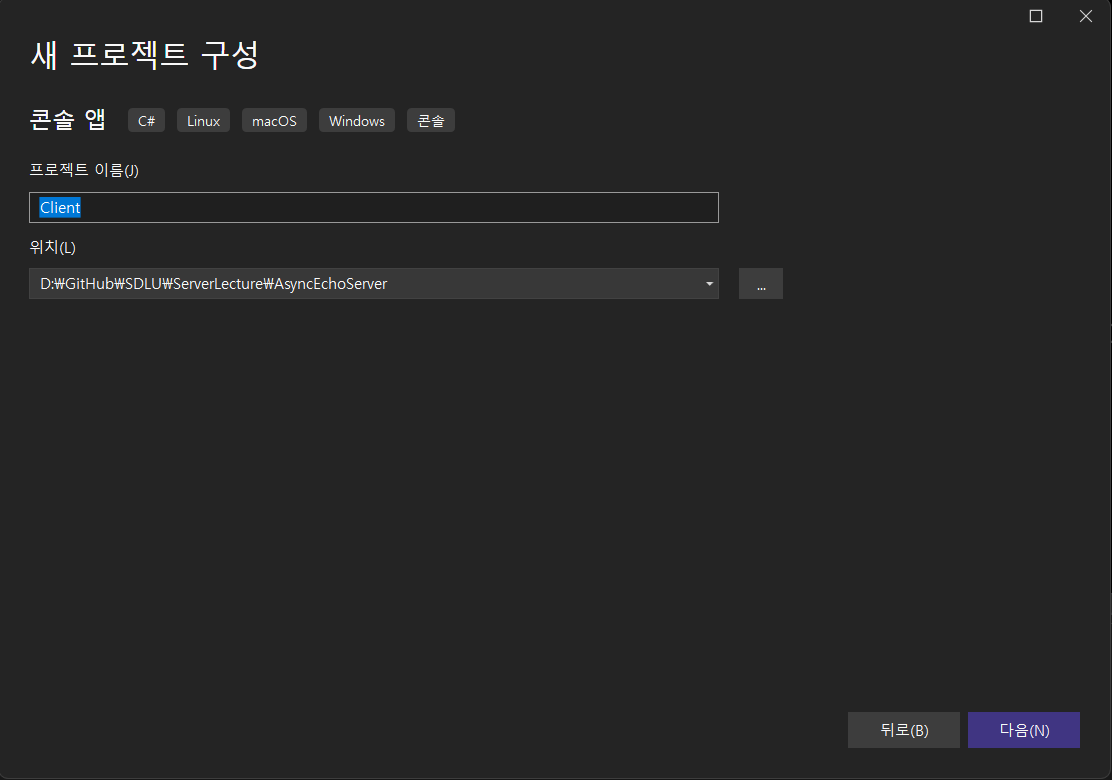 새 프로젝트 구성
콘솔 앱 C# Linux macOS Windows 콘솔
프로젝트 이름(J)
Client
위치(L)
D:₩GitHub₩SDLU₩ServerLecture₩AsyncEchoServer ...
뒤로(B) 다음(N)